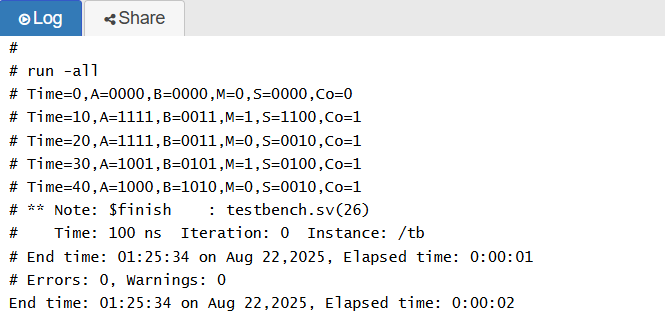 Log Share
#
# run -all
# Time=0,A=0000,B=0000,M=0,S=0000,Co=0
# Time=10,A=1111,B=0011,M=1,S=1100,Co=1
# Time=20,A=1111,B=0011,M=0,S=0010,Co=1
# Time=30,A=1001,B=0101,M=1,S=0100,Co=1
# Time=40,A=1000,B=1010,M=0,S=0010,Co=1
# ** Note: $finish    : testbench.sv(26)
#    Time: 100 ns  Iteration: 0  Instance: /tb
# End time: 01:25:34 on Aug 22,2025, Elapsed time: 0:00:01
# Errors: 0, Warnings: 0
End time: 01:25:34 on Aug 22,2025, Elapsed time: 0:00:02